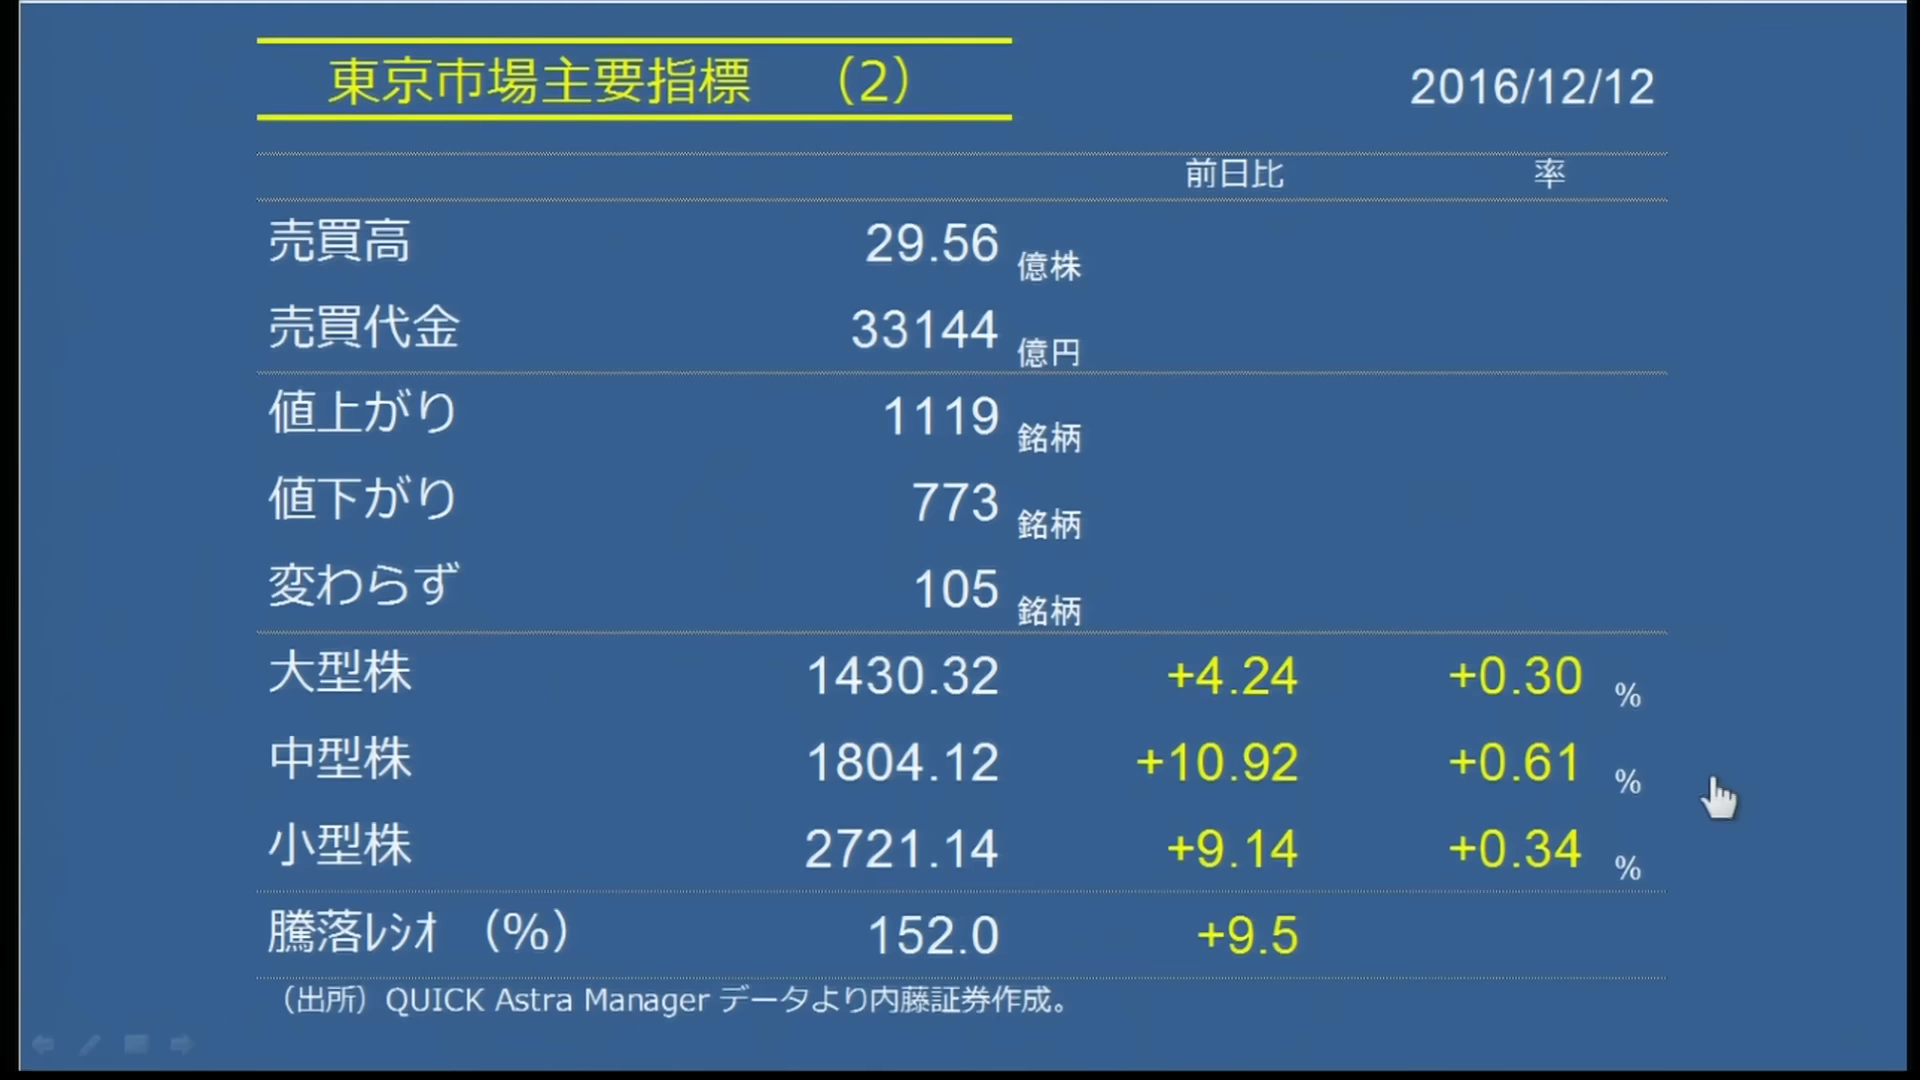 東京市場主要指標　（2）　2016/12/12
前日比　率
売買高　29.56 億株
売買代金　33144 億円
値上がり　1119 銘柄
値下がり　773 銘柄
変わらず　105 銘柄
大型株　1430.32　+4.24　+0.30 %
中型株　1804.12　+10.92　+0.61 %
小型株　2721.14　+9.14　+0.34 %
騰落ﾚｼｵ　（%）　152.0　+9.5
（出所）QUICK Astra Manager データより内藤証券作成。